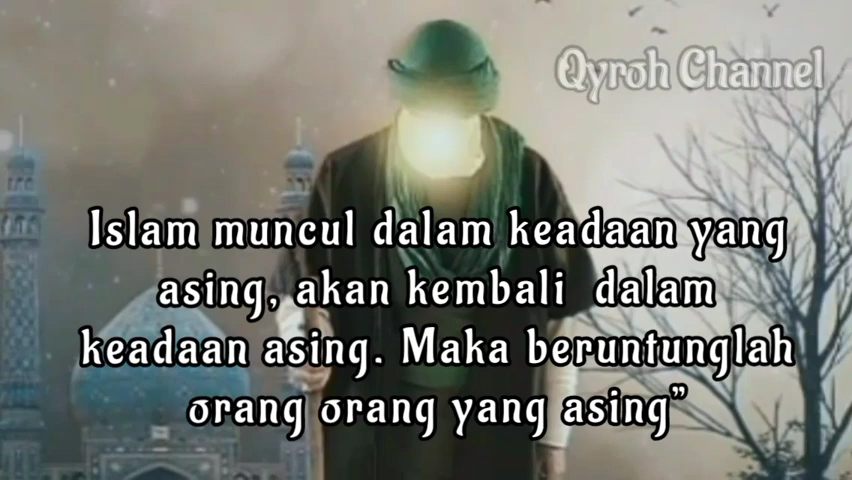 Qyroh Channel
Islam muncul dalam keadaan yang
asing, akan kembali dalam
keadaan asing. Maka beruntunglah
orang orang yang asing”